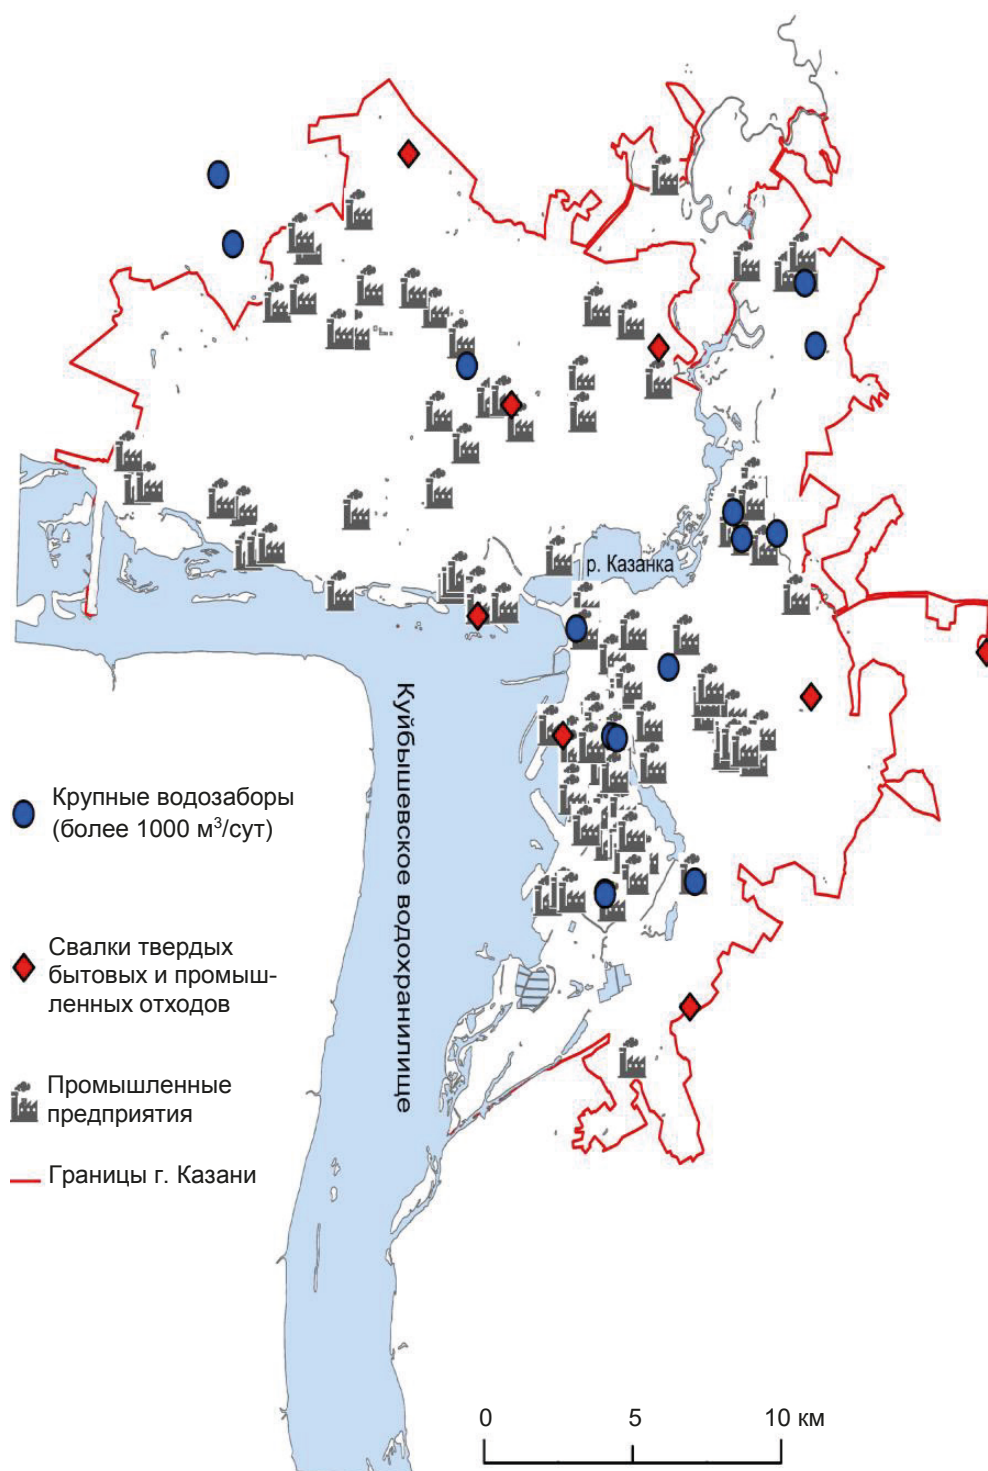 р. Казанка
Куйбышевское водохранилище
Крупные водозаборы
(более 1000 м³/сут)
Свалки твердых
бытовых и промыш-
ленных отходов
Промышленные
предприятия
Границы г. Казани
0 5 10 км